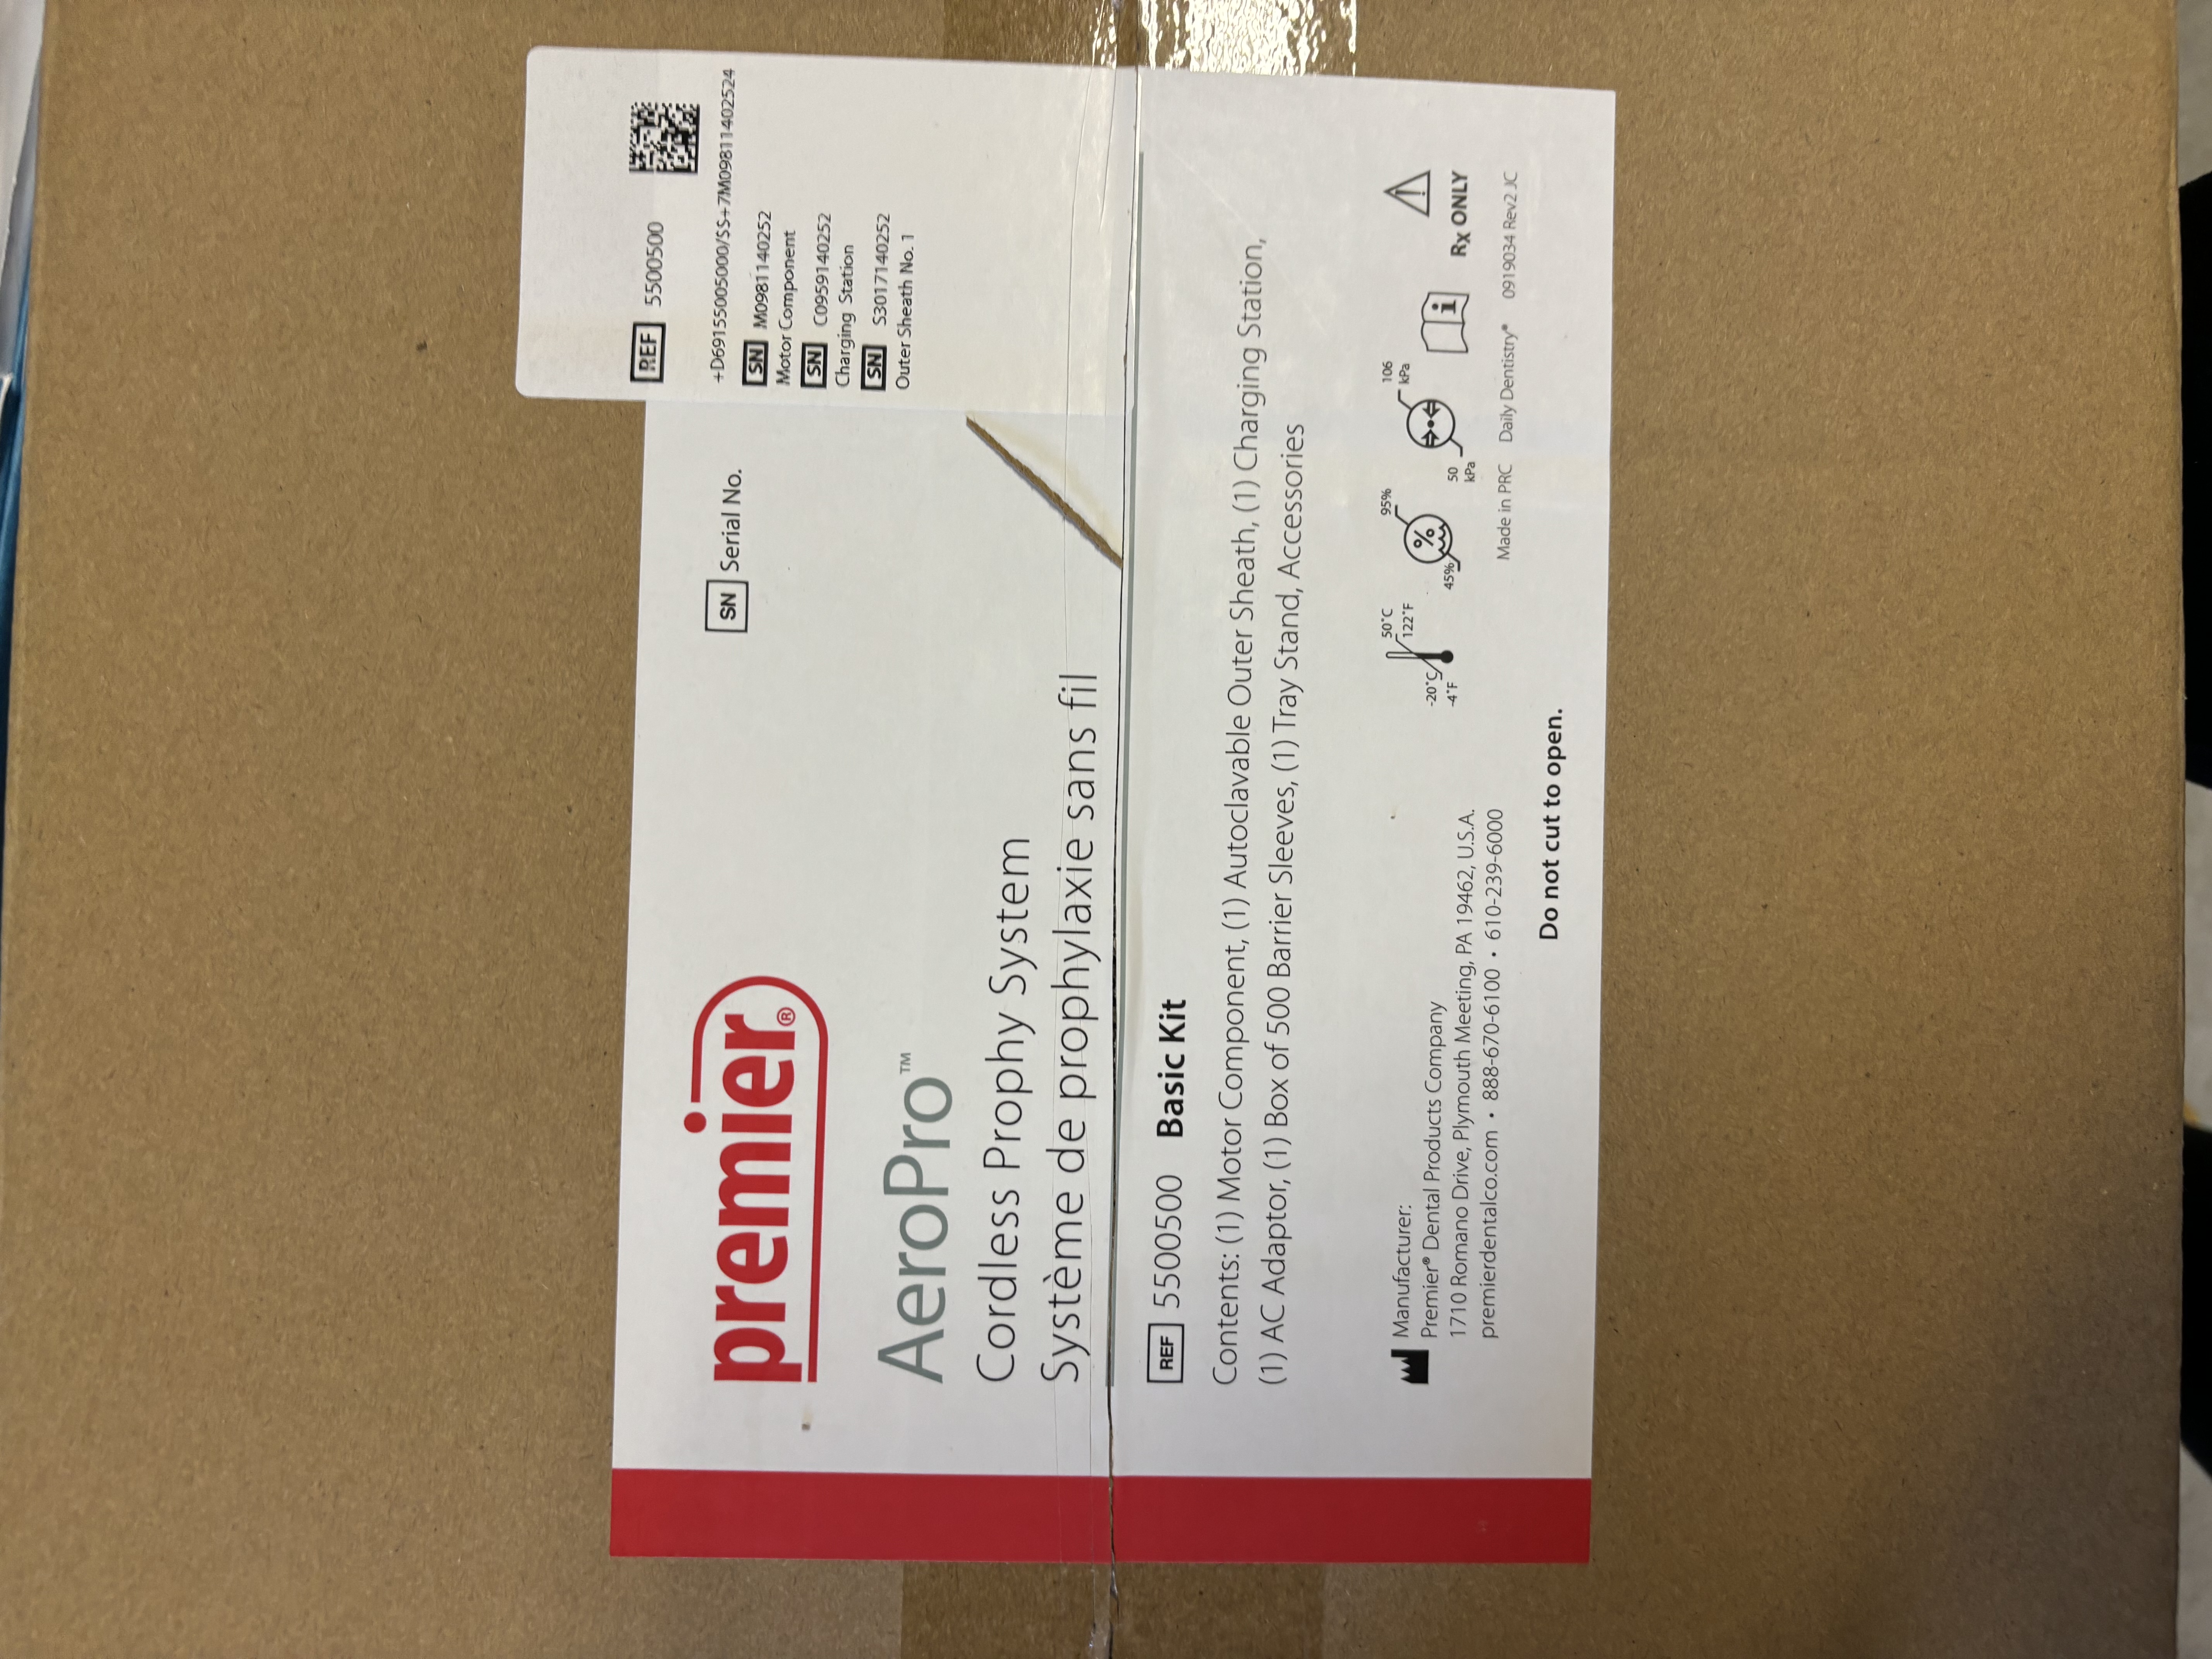 premier®
AeroPro™
Cordless Prophy System
Système de prophylaxie sans fil
SN Serial No.
REF 5500500
+D69155005000/SS+7M09811402524
SN M0981140252
Motor Component
SN C0959140252
Charging Station
SN S3017140252
Outer Sheath No. 1
REF 5500500 Basic Kit
Contents: (1) Motor Component, (1) Autoclavable Outer Sheath, (1) Charging Station,
(1) AC Adaptor, (1) Box of 500 Barrier Sleeves, (1) Tray Stand, Accessories
Manufacturer:
Premier® Dental Products Company
1710 Romano Drive, Plymouth Meeting, PA 19462, U.S.A.
premierdentalco.com • 888-670-6100 • 610-239-6000
-20°C
-4°F
50°C
122°F
45%
%
95%
50
kPa
106
kPa
i
Rx ONLY
Made in PRC Daily Dentistry® 0919034 Rev2 JC
Do not cut to open.